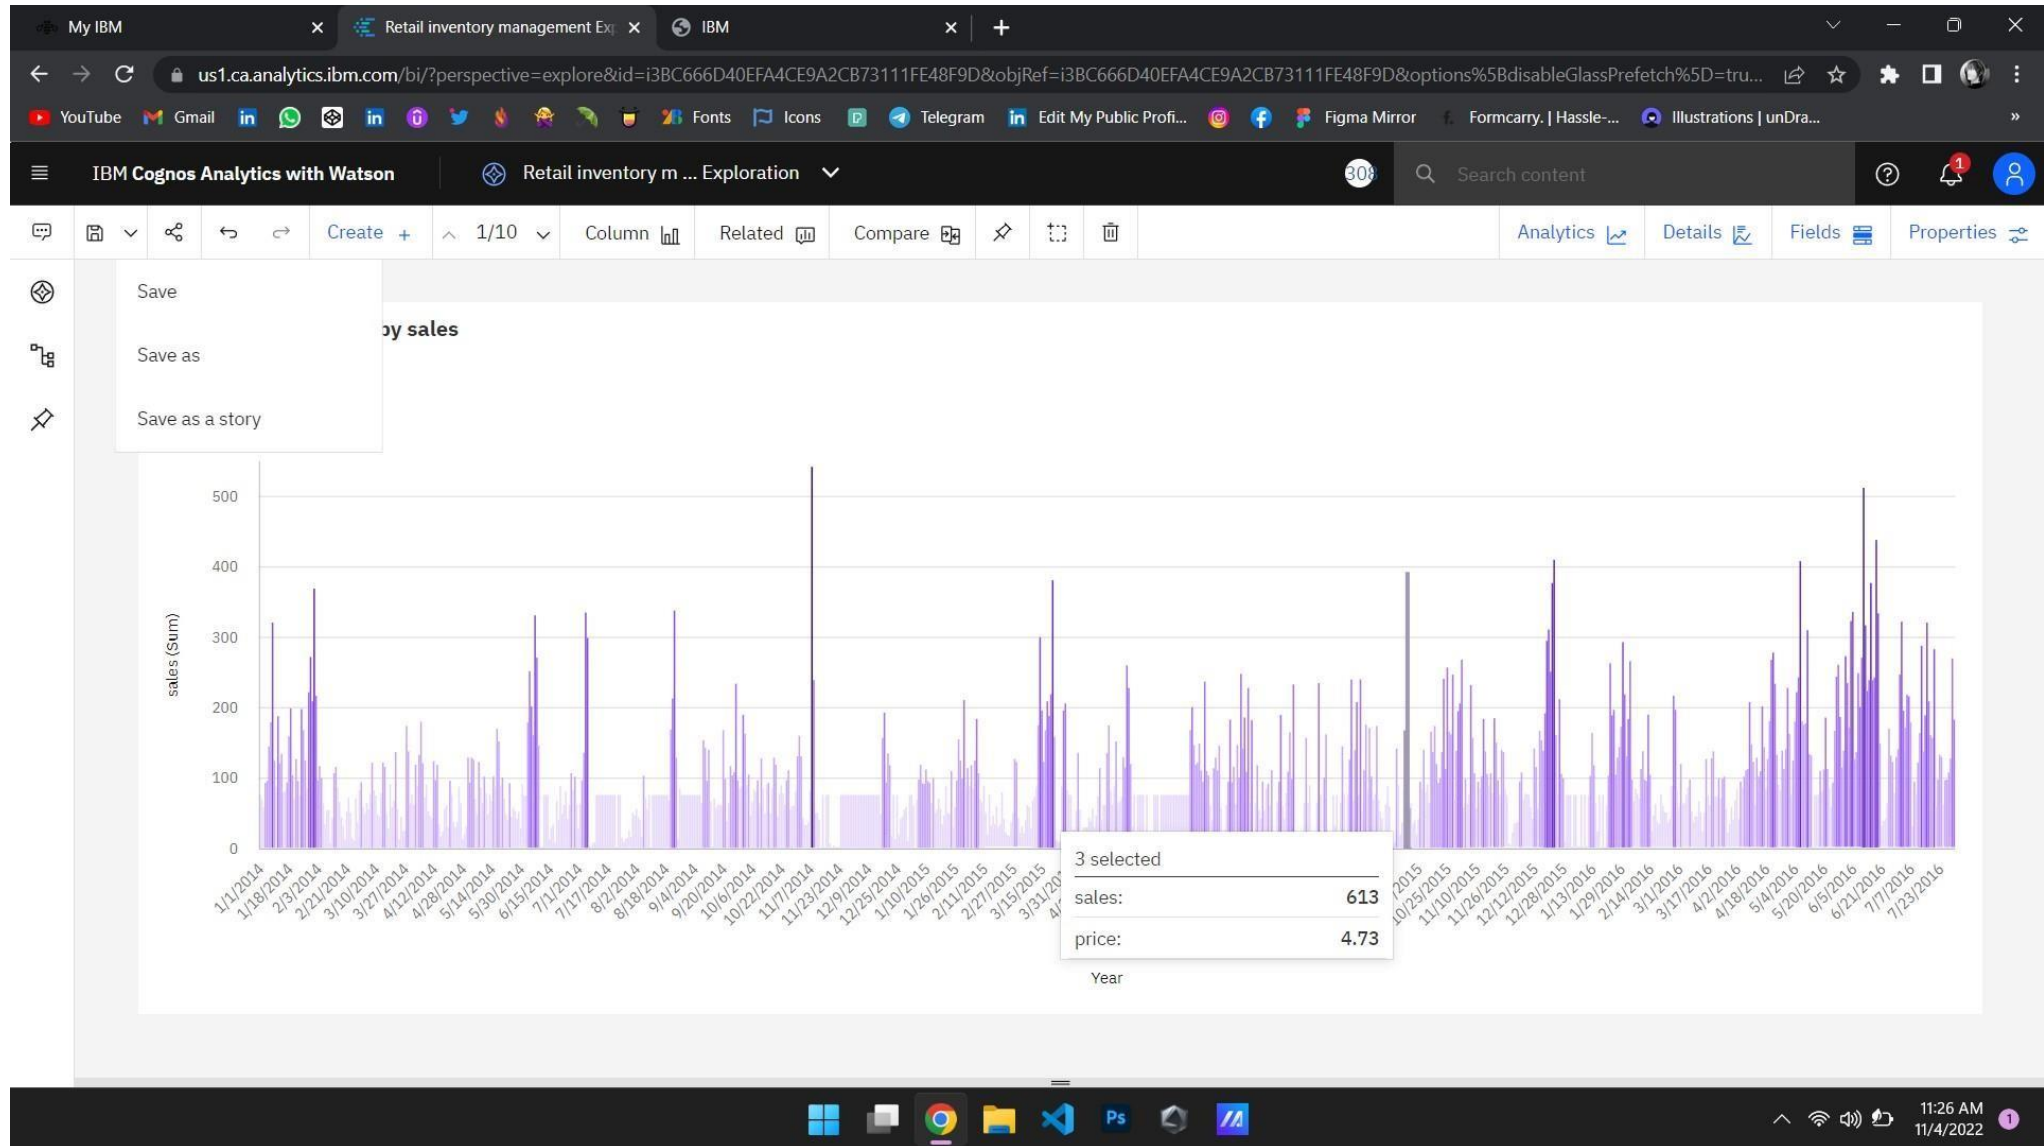 My IBM
Retail inventory management Exp
IBM
us1.ca.analytics.ibm.com/bi/?perspective=explore&id=i3BC666D40EFA4CE9A2CB73111FE48F9D&objRef=i3BC666D40EFA4CE9A2CB73111FE48F9D&options%5BdisableGlassPrefetch%5D=tru...
YouTube Gmail Fonts Icons Telegram Edit My Public Profi... Figma Mirror Formcarry. | Hassle-... Illustrations | unDra... »
IBM Cognos Analytics with Watson
Retail inventory m ... Exploration
308
Search content
1
Create + 1/10 Column Related Compare Analytics Details Fields Properties
Save
Save as
Save as a story
by sales
500
400
300
200
100
0
sales (Sum)
1/1/2014
1/18/2014
2/3/2014
2/21/2014
3/10/2014
3/27/2014
4/12/2014
4/28/2014
5/14/2014
5/30/2014
6/15/2014
7/1/2014
7/17/2014
8/2/2014
8/18/2014
9/4/2014
9/20/2014
10/6/2014
10/22/2014
11/7/2014
11/23/2014
12/9/2014
12/25/2014
1/10/2015
1/26/2015
2/11/2015
2/27/2015
3/15/2015
10/25/2015
11/10/2015
11/26/2015
12/12/2015
12/28/2015
1/13/2016
1/29/2016
2/14/2016
3/1/2016
3/17/2016
4/2/2016
4/18/2016
5/4/2016
5/20/2016
6/5/2016
6/21/2016
7/7/2016
7/23/2016
3 selected
sales: 613
price: 4.73
Year
Ps
11:26 AM
11/4/2022
1